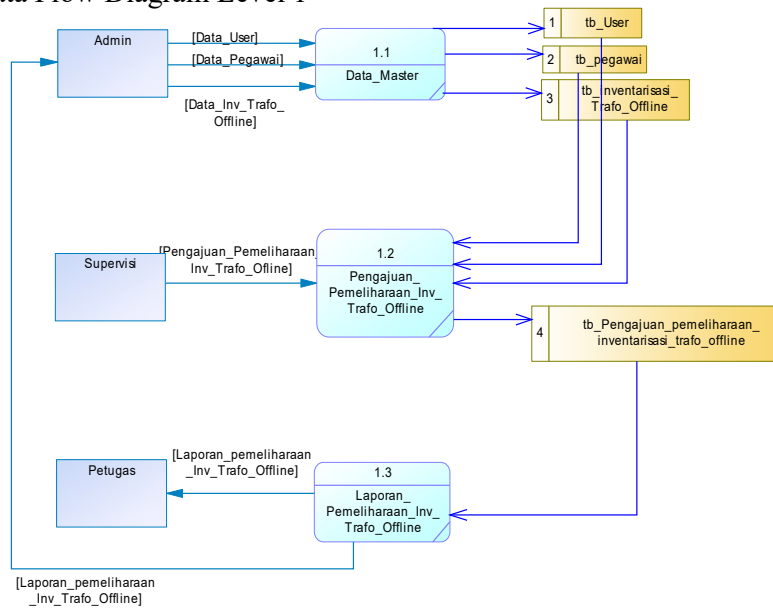 Data Flow Diagram Level 1
Admin
[Data_User]
[Data_Pegawai]
[Data_Inv_Trafo_
Offline]
1.1
Data_Master
1
tb_User
2
tb_pegawai
3
tb_Inventarisasi_
Trafo_Offline
Supervisi
[Pengajuan_Pemeliharaan_
Inv_Trafo_Ofline]
1.2
Pengajuan_
Pemeliharaan_Inv_
Trafo_Offline
4
tb_Pengajuan_pemeliharaan_
inventarisasi_trafo_offline
Petugas
[Laporan_pemeliharaan
_Inv_Trafo_Offline]
1.3
Laporan_
Pemeliharaan_Inv_
Trafo_Offline
[Laporan_pemeliharaan
_Inv_Trafo_Offline]